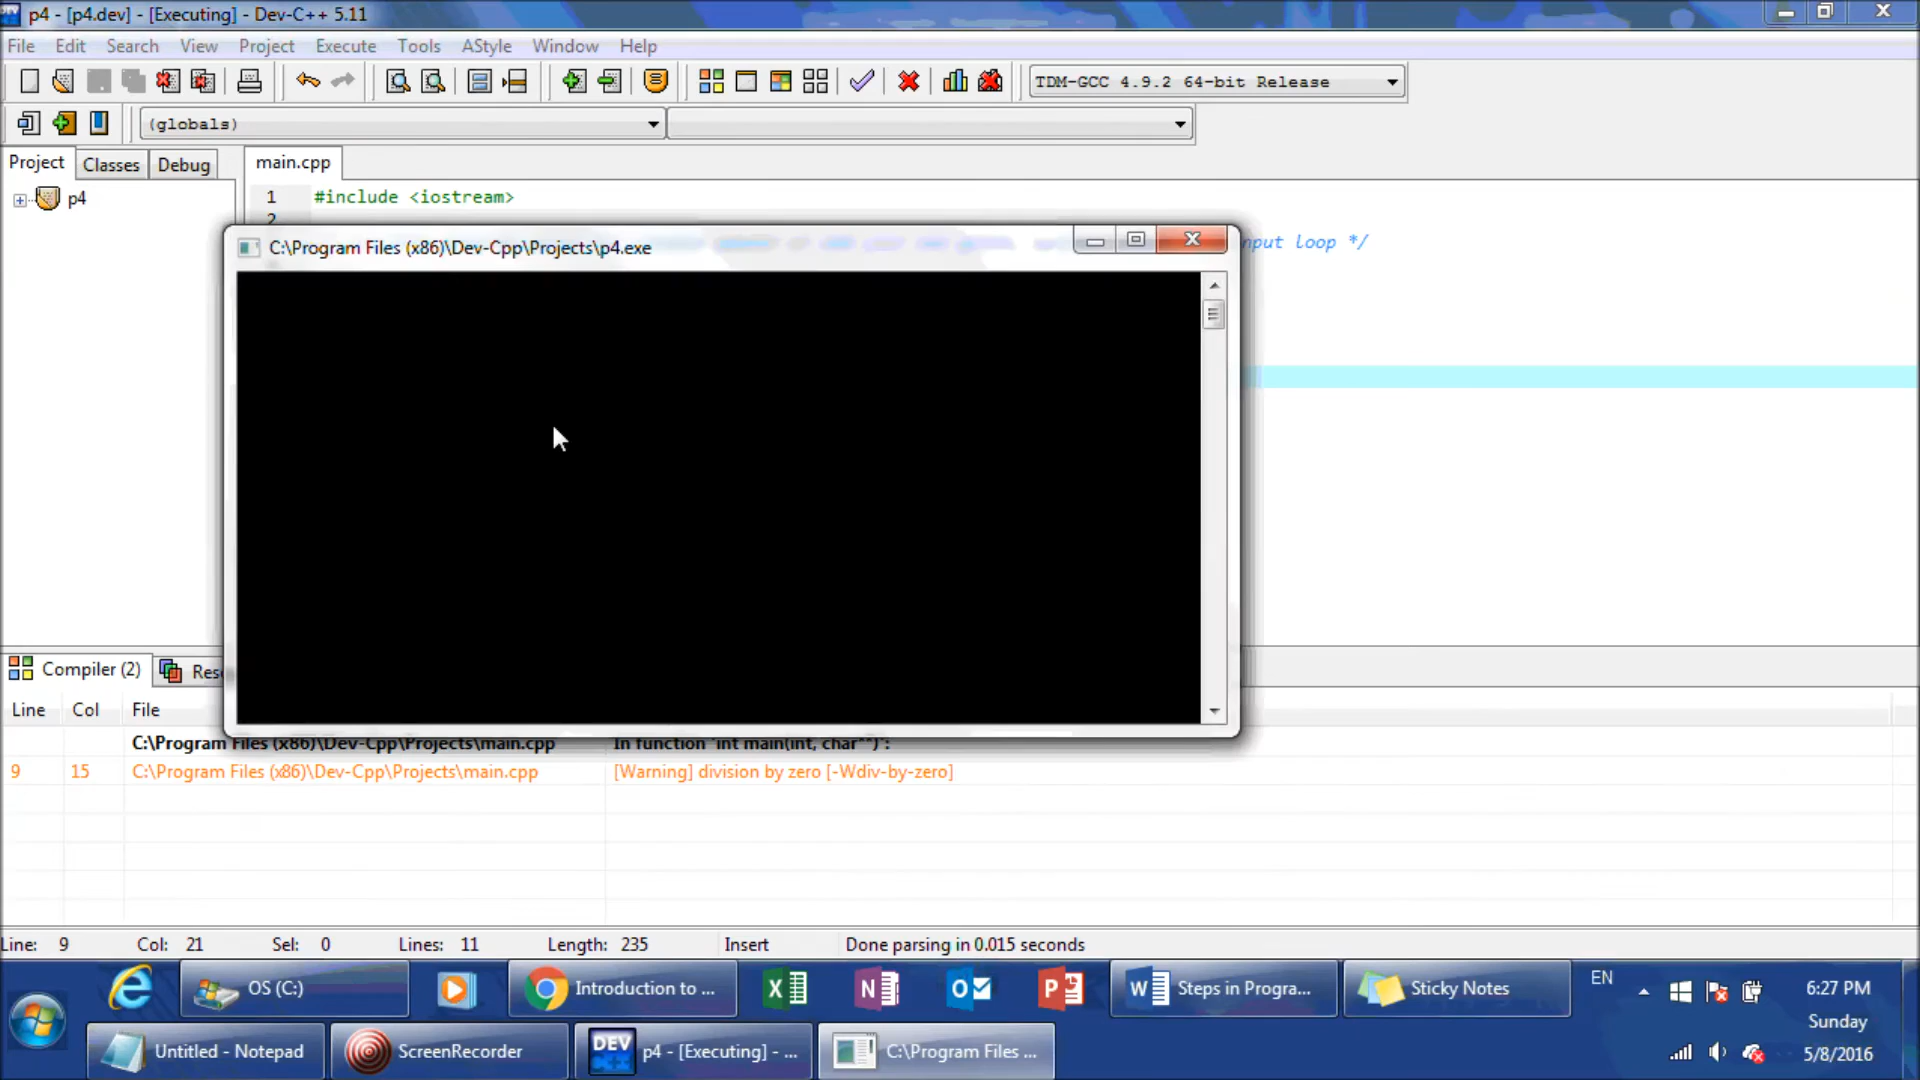 p4 - [p4.dev] - [Executing] - Dev-C++ 5.11
File Edit Search View Project Execute Tools AStyle Window Help
TDM-GCC 4.9.2 64-bit Release
(globals)
Project Classes Debug main.cpp
p4
1 #include <iostream>
2
C:\Program Files (x86)\Dev-Cpp\Projects\p4.exe
input loop */
Compiler (2)
Line Col File
C:\Program Files (x86)\Dev-Cpp\Projects\main.cpp In function 'int main(int, char**)':
9 15 C:\Program Files (x86)\Dev-Cpp\Projects\main.cpp [Warning] division by zero [-Wdiv-by-zero]
Line: 9 Col: 21 Sel: 0 Lines: 11 Length: 235 Insert Done parsing in 0.015 seconds
OS (C:) Introduction to ... Steps in Progra... Sticky Notes EN 6:27 PM
Sunday
Untitled - Notepad ScreenRecorder DEV C++ p4 - [Executing] - ... C:\Program Files ... 5/8/2016